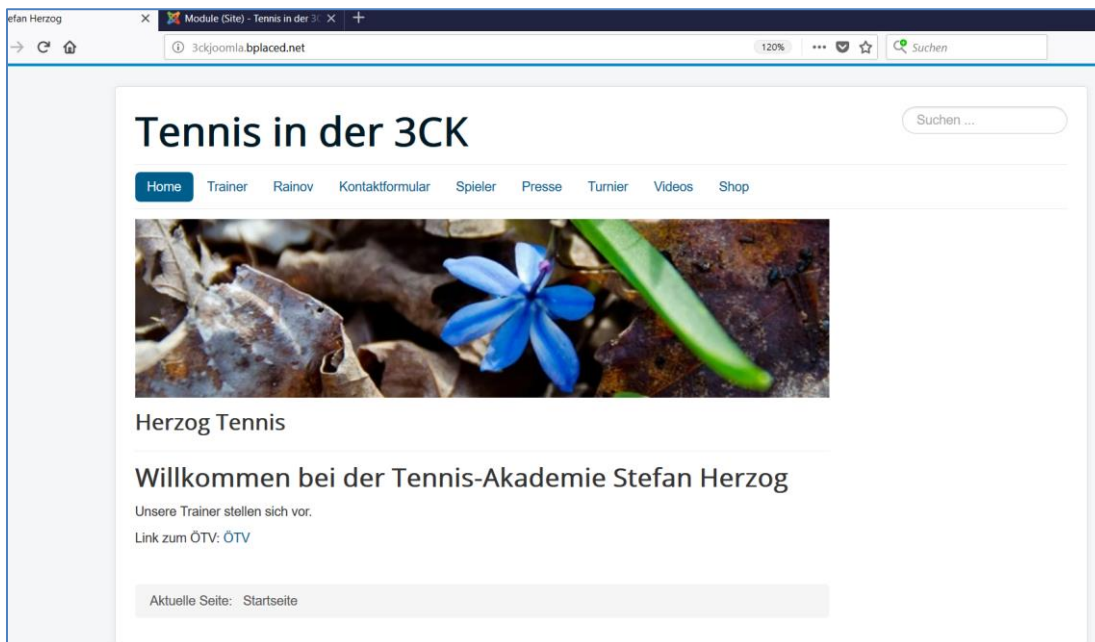 efan Herzog
Module (Site) - Tennis in der 3C
3ckjoomla.bplaced.net
120%
Suchen
Tennis in der 3CK
Suchen ...
Home Trainer Rainov Kontaktformular Spieler Presse Turnier Videos Shop
Herzog Tennis
Willkommen bei der Tennis-Akademie Stefan Herzog
Unsere Trainer stellen sich vor.
Link zum ÖTV: ÖTV
Aktuelle Seite: Startseite